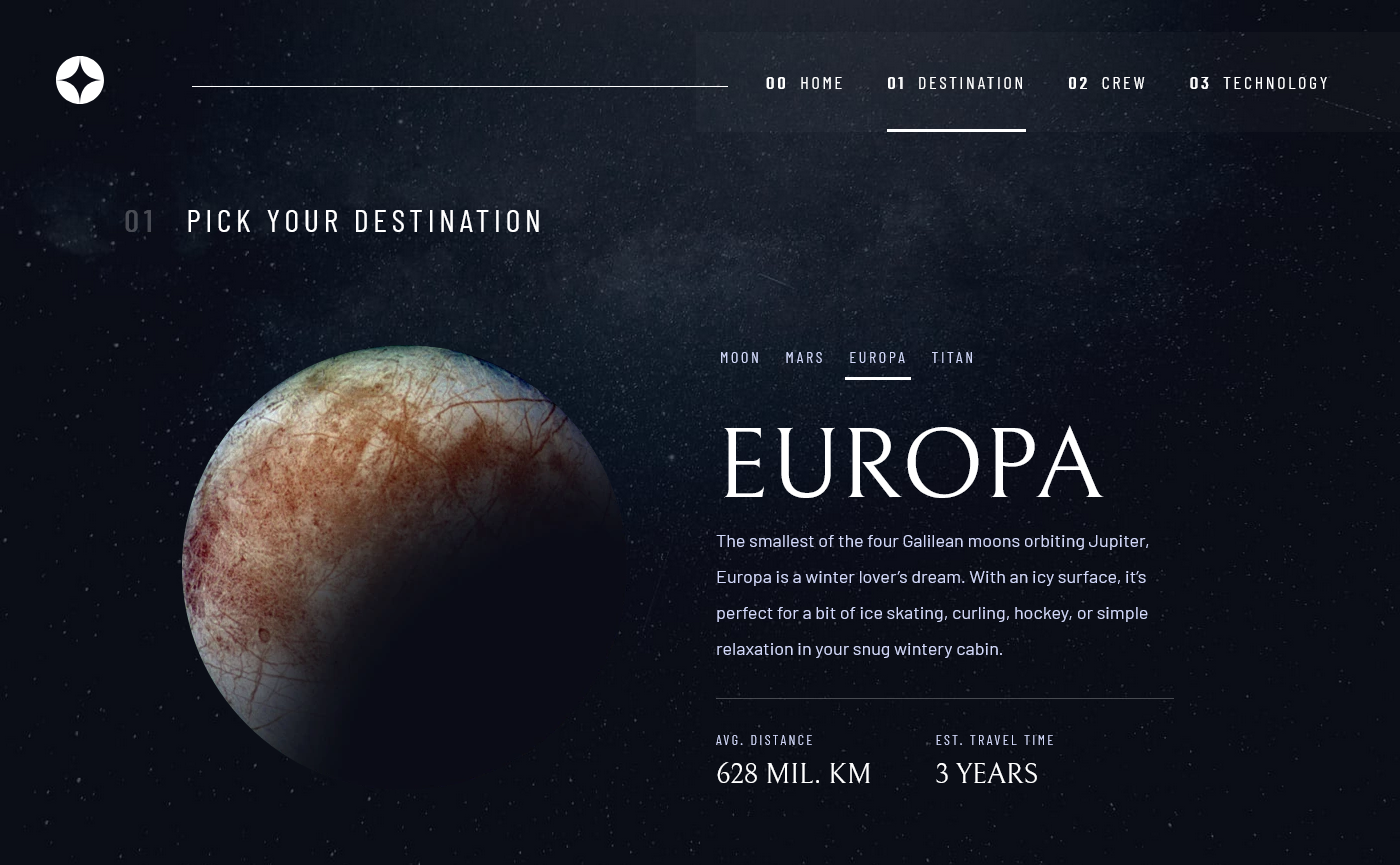 00 HOME 01 DESTINATION 02 CREW 03 TECHNOLOGY
01 PICK YOUR DESTINATION
MOON MARS EUROPA TITAN
EUROPA
The smallest of the four Galilean moons orbiting Jupiter,
Europa is a winter lover’s dream. With an icy surface, it’s
perfect for a bit of ice skating, curling, hockey, or simple
relaxation in your snug wintery cabin.
AVG. DISTANCE EST. TRAVEL TIME
628 MIL. KM 3 YEARS